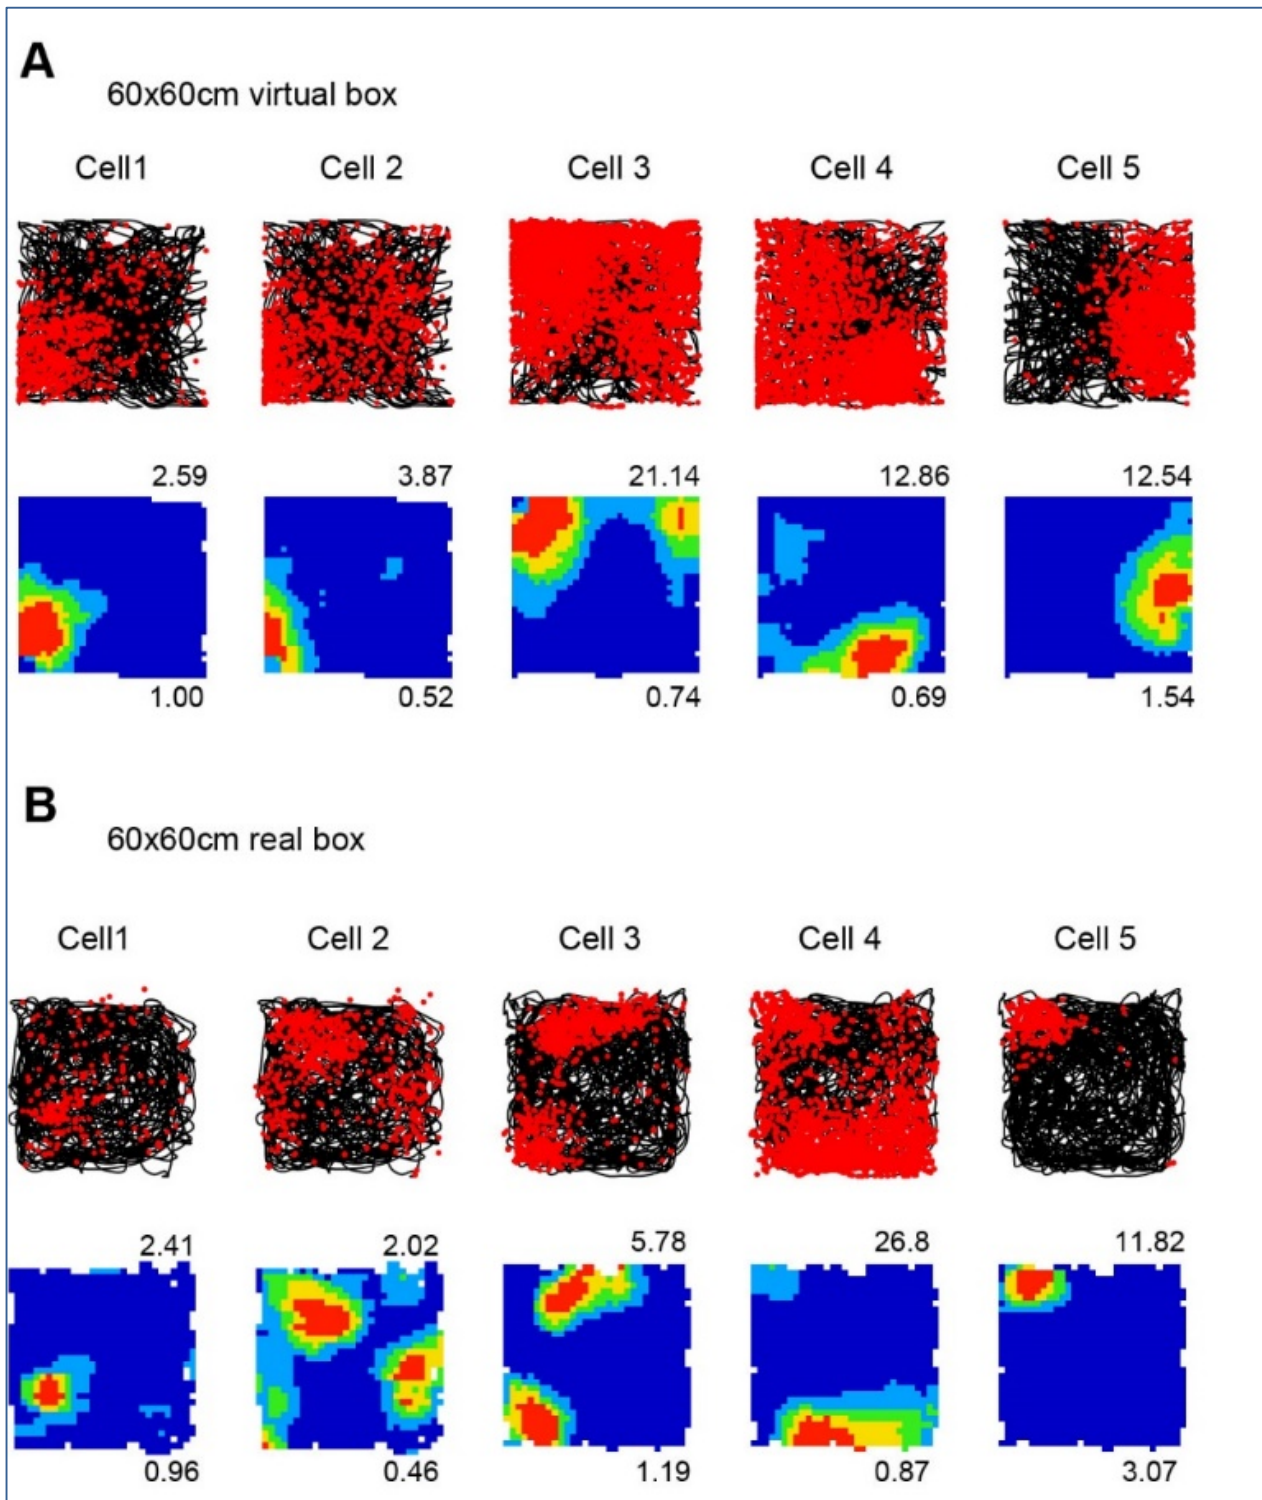 A
60x60cm virtual box
Cell1 Cell 2 Cell 3 Cell 4 Cell 5
2.59 3.87 21.14 12.86 12.54
1.00 0.52 0.74 0.69 1.54
B
60x60cm real box
Cell1 Cell 2 Cell 3 Cell 4 Cell 5
2.41 2.02 5.78 26.8 11.82
0.96 0.46 1.19 0.87 3.07